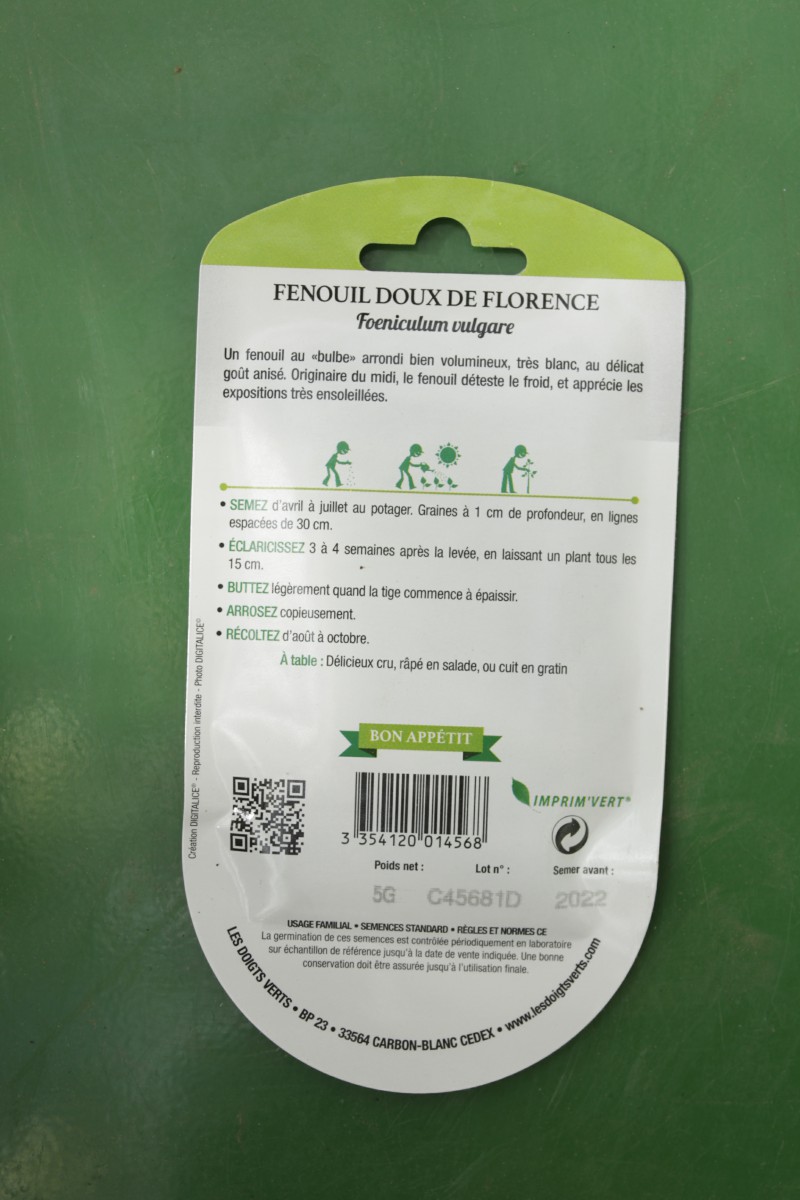 FENOUIL DOUX DE FLORENCE
Foeniculum vulgare
Un fenouil au «bulbe» arrondi bien volumineux, très blanc, au délicat
goût anisé. Originaire du midi, le fenouil déteste le froid, et apprécie les
expositions très ensoleillées.
• SEMEZ d'avril à juillet au potager. Graines à 1 cm de profondeur, en lignes
espacées de 30 cm.
• ÉCLARICISSEZ 3 à 4 semaines après la levée, en laissant un plant tous les
15 cm.
• BUTTEZ légèrement quand la tige commence à épaissir.
• ARROSEZ copieusement.
• RÉCOLTEZ d'août à octobre.
À table : Délicieux cru, râpé en salade, ou cuit en gratin
Création DIGITALICE® - Reproduction interdite - Photo DIGITALICE®
BON APPÉTIT
IMPRIM'VERT®
3 354120 014568
Poids net : Lot n° : Semer avant :
5G C45681D 2022
USAGE FAMILIAL • SEMENCES STANDARD • RÈGLES ET NORMES CE
La germination de ces semences est contrôlée périodiquement en laboratoire
sur échantillon de référence jusqu'à la date de vente indiquée. Une bonne
conservation doit être assurée jusqu'à l'utilisation finale.
LES DOIGTS VERTS • BP 23 • 33564 CARBON-BLANC CEDEX • www.lesdoigtsverts.com